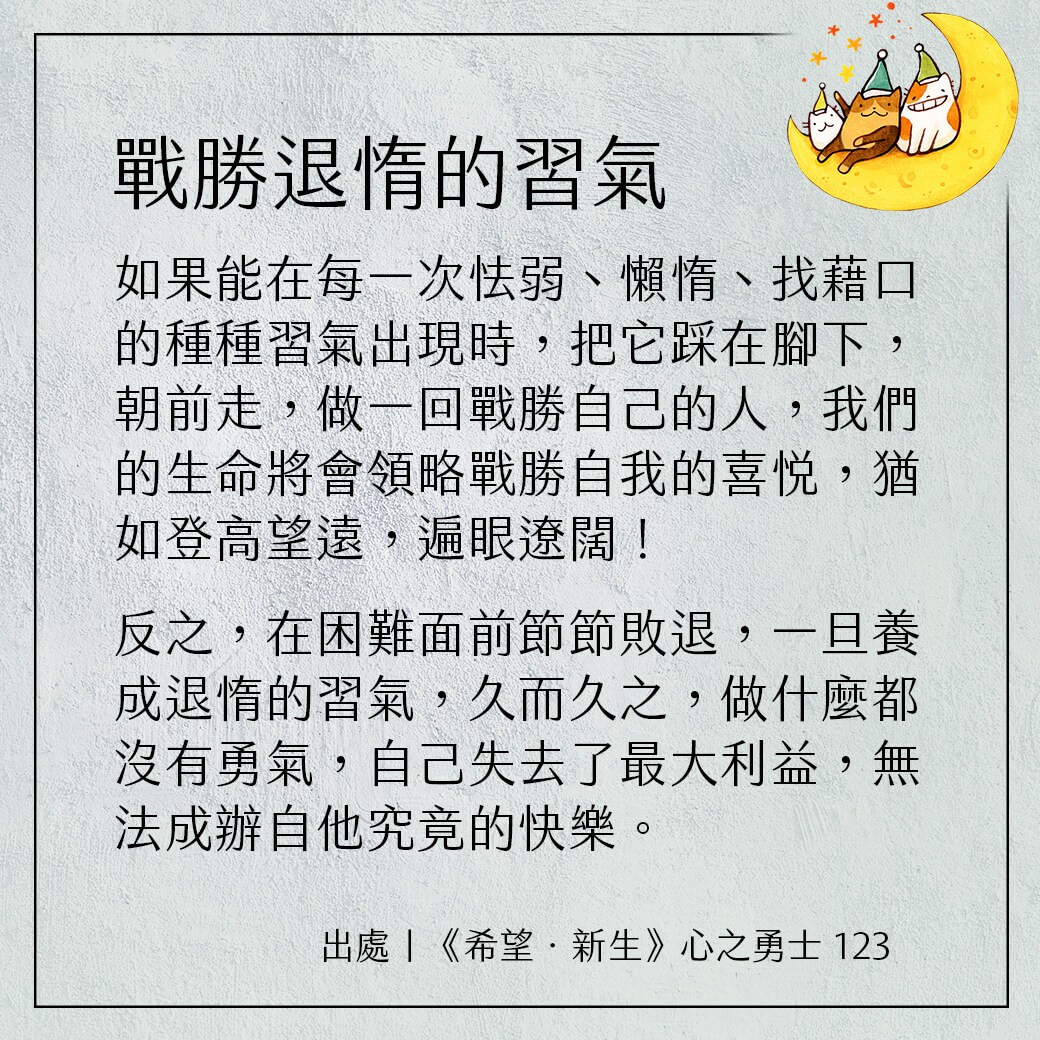 戰勝退惰的習氣
如果能在每一次怯弱、懶惰、找藉口
的種種習氣出現時，把它踩在腳下，
朝前走，做一回戰勝自己的人，我們
的生命將會領略戰勝自我的喜悦，猶
如登高望遠，遍眼遼闊！
反之，在困難面前節節敗退，一旦養
成退惰的習氣，久而久之，做什麼都
沒有勇氣，自己失去了最大利益，無
法成辦自他究竟的快樂。
出處 | 《希望．新生》心之勇士 123